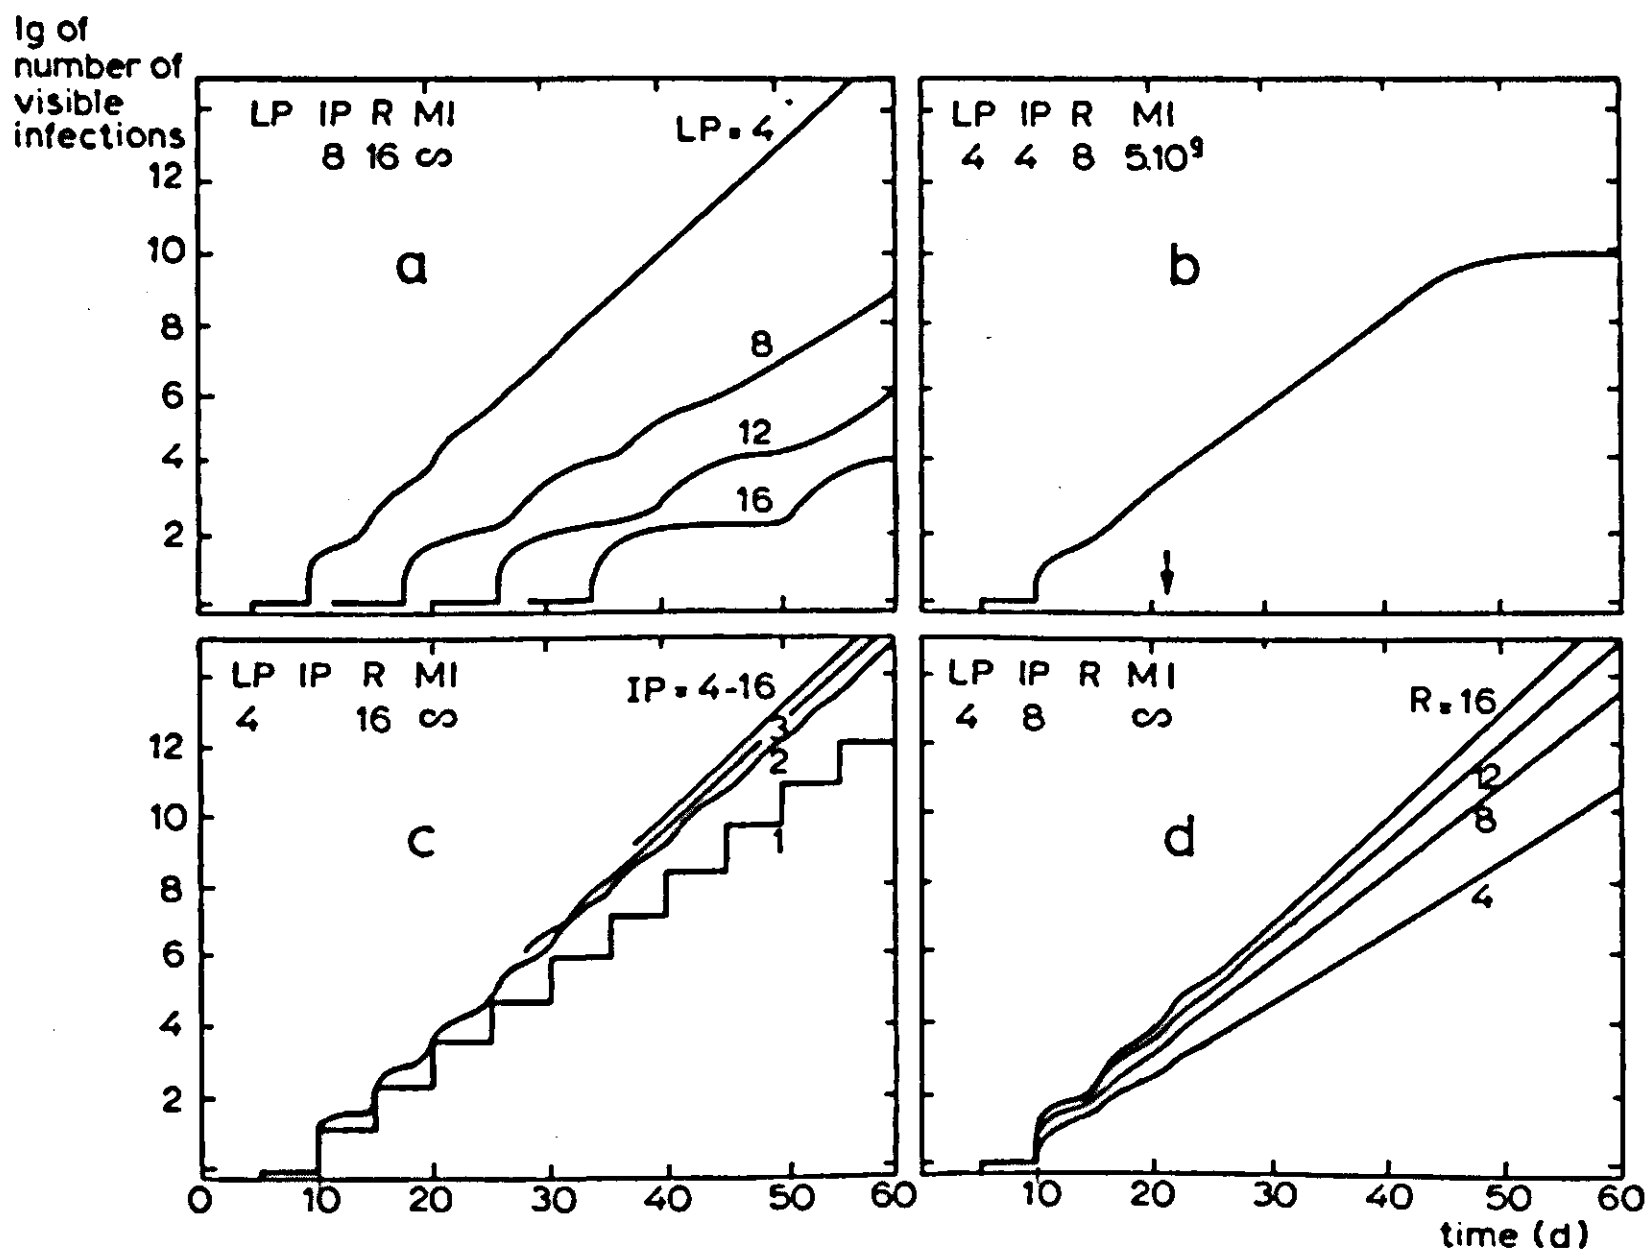 lg of
number of
visible
infections
LP IP R MI
8 16 ∞
LP = 4
a
8
12
16
12
10
8
6
4
2
LP IP R MI
4 4 8 5.10⁹
b
LP IP R MI
4 16 ∞
IP = 4-16
3
2
1
c
12
10
8
6
4
2
0 10 20 30 40 50 60
LP IP R MI
4 8 ∞
R = 16
12
8
4
d
10 20 30 40 50 60
time (d)